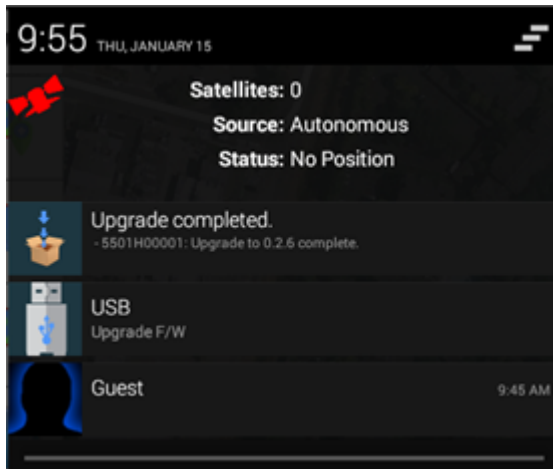 9:55 THU, JANUARY 15
Satellites: 0
Source: Autonomous
Status: No Position
Upgrade completed.
- 5501H00001: Upgrade to 0.2.6 complete.
USB
Upgrade F/W
Guest 9:45 AM